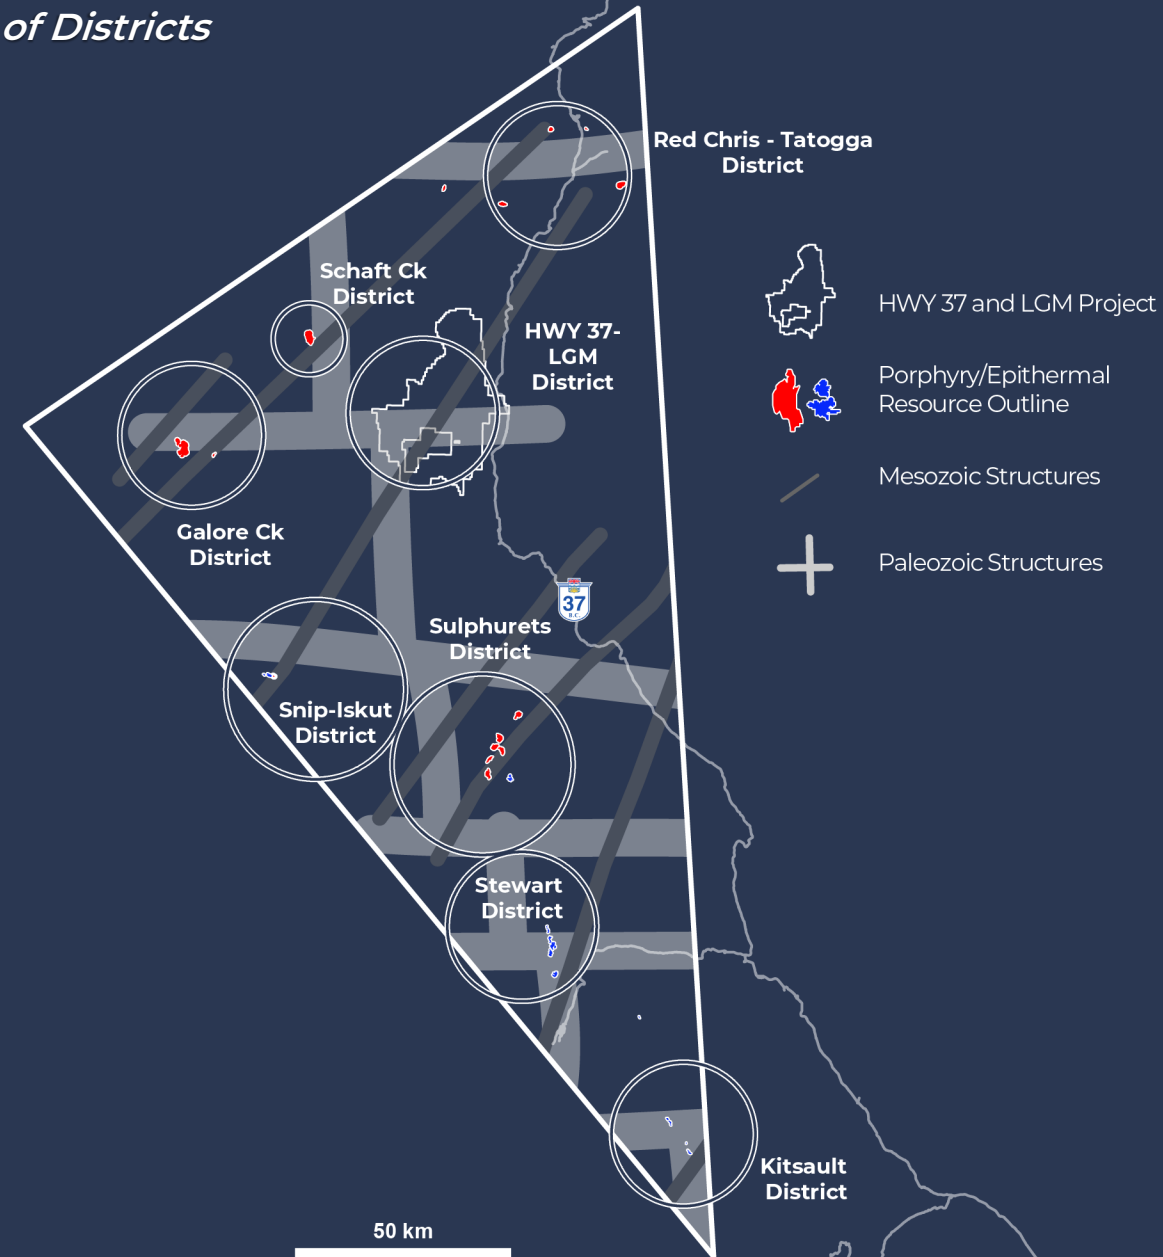 of Districts
Red Chris - Tatogga
District
Schaft Ck
District
HWY 37-
LGM
District
HWY 37 and LGM Project
Porphyry/Epithermal
Resource Outline
Mesozoic Structures
Paleozoic Structures
Galore Ck
District
37
B.C.
Sulphurets
District
Snip-Iskut
District
Stewart
District
Kitsault
District
50 km